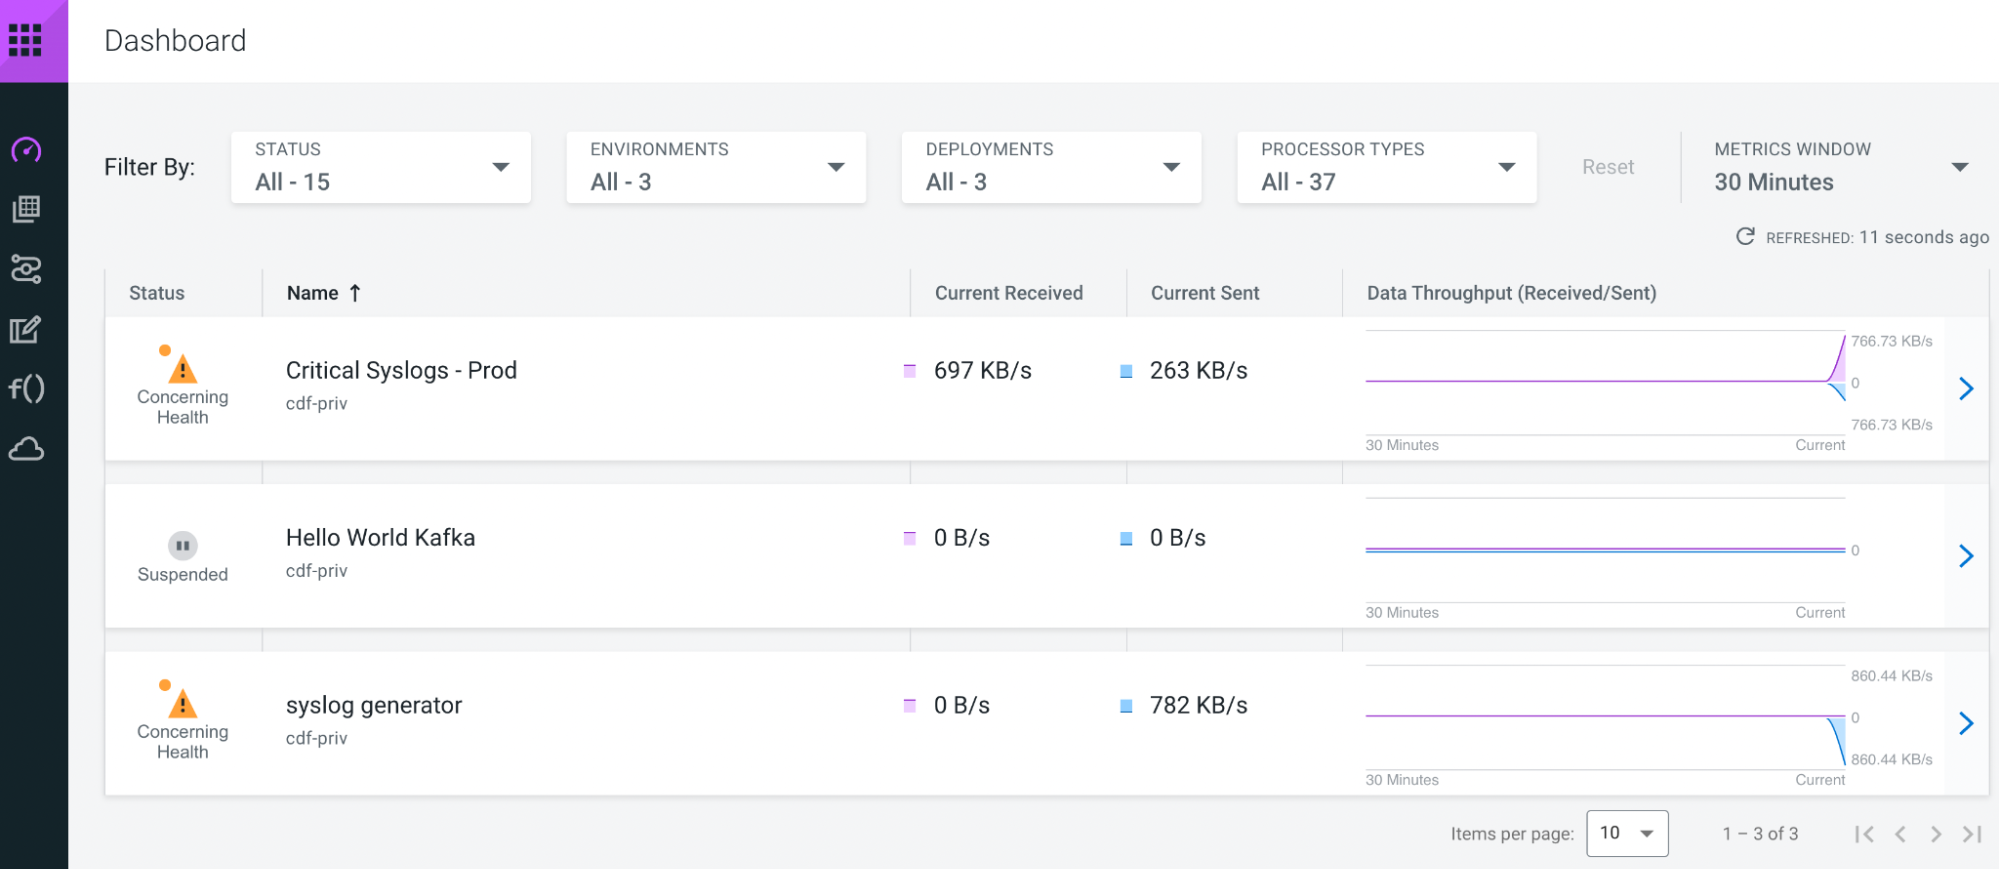 Dashboard
Filter By:
STATUS
All - 15
ENVIRONMENTS
All - 3
DEPLOYMENTS
All - 3
PROCESSOR TYPES
All - 37
Reset
METRICS WINDOW
30 Minutes
REFRESHED: 11 seconds ago
Status
Name
Current Received
Current Sent
Data Throughput (Received/Sent)
Concerning
Health
Critical Syslogs - Prod
cdf-priv
697 KB/s
263 KB/s
766.73 KB/s
0
766.73 KB/s
30 Minutes
Current
Suspended
Hello World Kafka
cdf-priv
0 B/s
0 B/s
0
30 Minutes
Current
Concerning
Health
syslog generator
cdf-priv
0 B/s
782 KB/s
860.44 KB/s
0
860.44 KB/s
30 Minutes
Current
f()
Items per page:
10
1 – 3 of 3